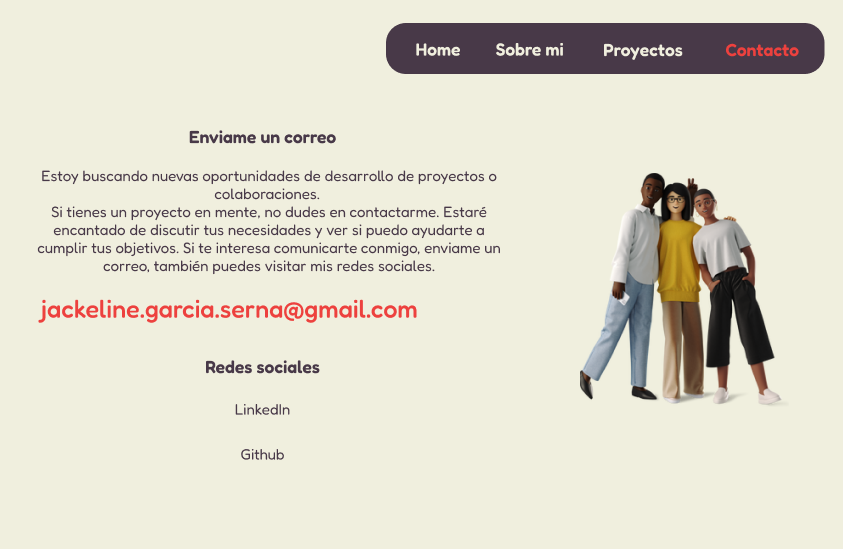 Home Sobre mi Proyectos Contacto
Enviame un correo
Estoy buscando nuevas oportunidades de desarrollo de proyectos o
colaboraciones.
Si tienes un proyecto en mente, no dudes en contactarme. Estaré
encantado de discutir tus necesidades y ver si puedo ayudarte a
cumplir tus objetivos. Si te interesa comunicarte conmigo, enviame un
correo, también puedes visitar mis redes sociales.
jackeline.garcia.serna@gmail.com
Redes sociales
LinkedIn
Github